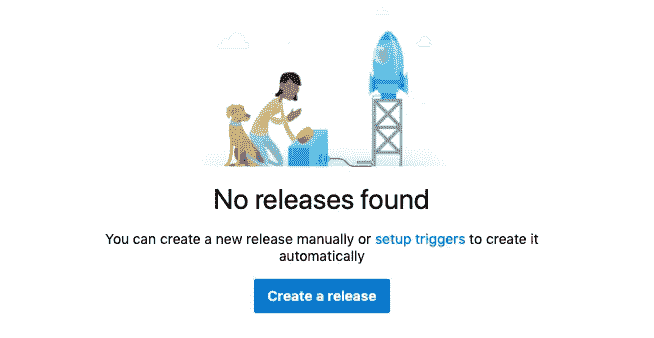 No releases found
You can create a new release manually or setup triggers to create it
automatically
Create a release